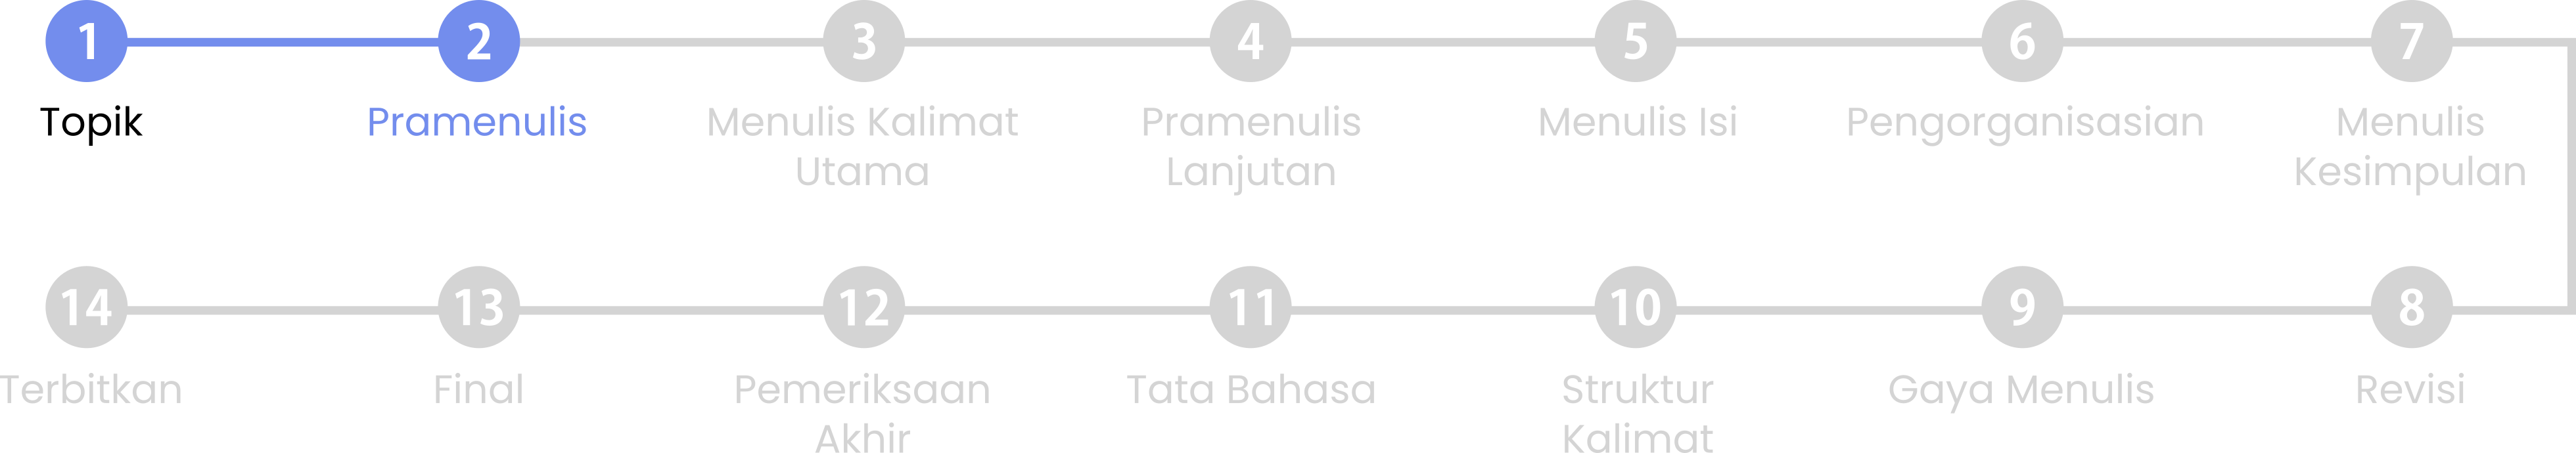 1 2 3 4 5 6 7
Topik Pramenulis Menulis Kalimat Pramenulis Menulis Isi Pengorganisasian Menulis
Utama Lanjutan Kesimpulan
14 13 12 11 10 9 8
Terbitkan Final Pemeriksaan Tata Bahasa Struktur Gaya Menulis Revisi
Akhir Kalimat